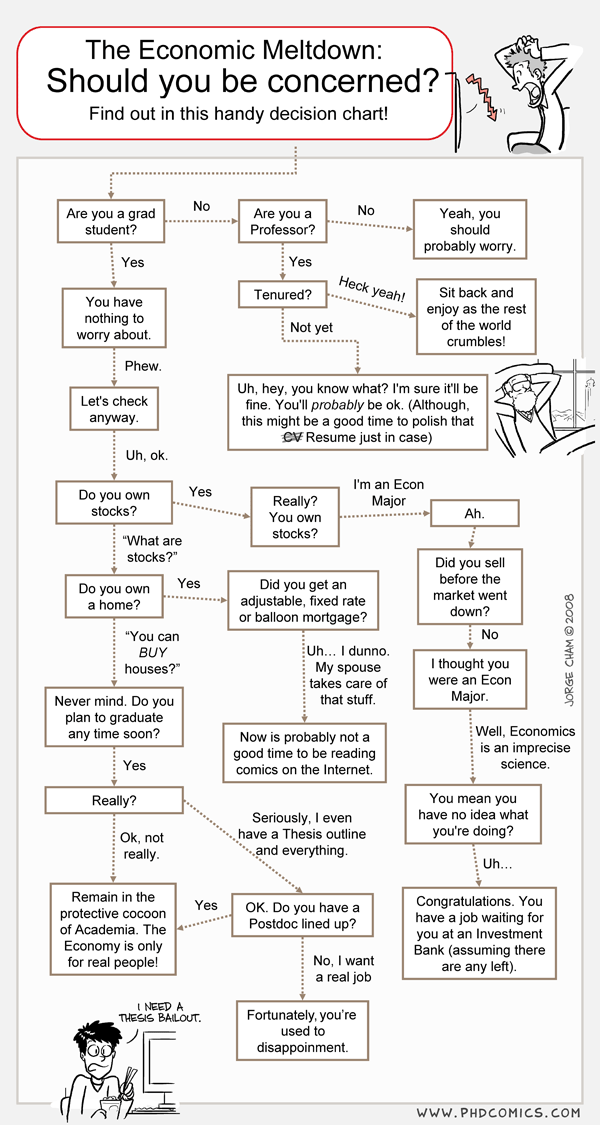 The Economic Meltdown:
Should you be concerned?
Find out in this handy decision chart!
Are you a grad
student?
No
Are you a
Professor?
No
Yeah, you
should
probably worry.
Yes
Yes
You have
nothing to
worry about.
Tenured?
Heck yeah!
Sit back and
enjoy as the rest
of the world
crumbles!
Not yet
Phew.
Let's check
anyway.
Uh, hey, you know what? I'm sure it'll be
fine. You'll probably be ok. (Although,
this might be a good time to polish that
CV Resume just in case)
Uh, ok.
Do you own
stocks?
Yes
Really?
You own
stocks?
I'm an Econ
Major
Ah.
“What are
stocks?”
Did you sell
before the
market went
down?
Do you own
a home?
Yes
Did you get an
adjustable, fixed rate
or balloon mortgage?
No
“You can
BUY
houses?”
Uh… I dunno.
My spouse
takes care of
that stuff.
I thought you
were an Econ
Major.
JORGE CHAM © 2008
Never mind. Do you
plan to graduate
any time soon?
Now is probably not a
good time to be reading
comics on the Internet.
Well, Economics
is an imprecise
science.
Yes
Really?
You mean you
have no idea what
you're doing?
Seriously, I even
have a Thesis outline
and everything.
Ok, not
really.
Uh…
Remain in the
protective cocoon
of Academia. The
Economy is only
for real people!
Yes
OK. Do you have a
Postdoc lined up?
Congratulations. You
have a job waiting for
you at an Investment
Bank (assuming there
are any left).
No, I want
a real job
Fortunately, you're
used to
disappointment.
I NEED A
THESIS BAILOUT.
WWW.PHDCOMICS.COM